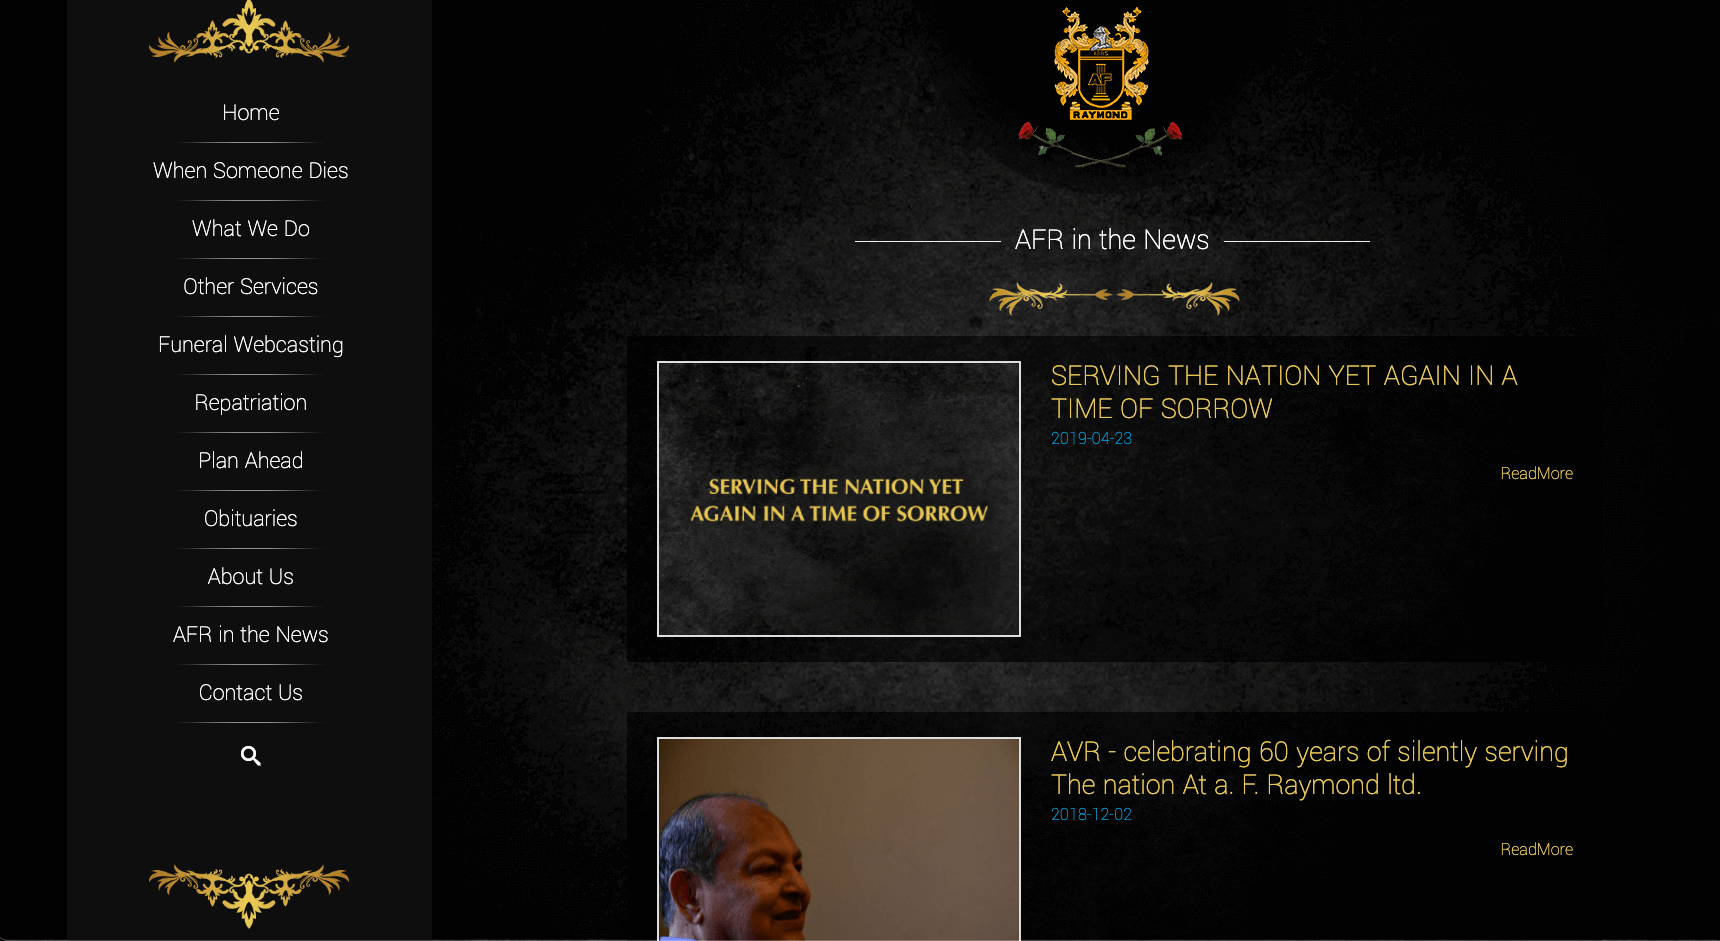 Home
When Someone Dies
What We Do
Other Services
Funeral Webcasting
Repatriation
Plan Ahead
Obituaries
About Us
AFR in the News
Contact Us
AF
RAYMOND
AFR in the News
SERVING THE NATION YET
AGAIN IN A TIME OF SORROW
SERVING THE NATION YET AGAIN IN A
TIME OF SORROW
2019-04-23
ReadMore
AVR - celebrating 60 years of silently serving
The nation At a. F. Raymond ltd.
2018-12-02
ReadMore